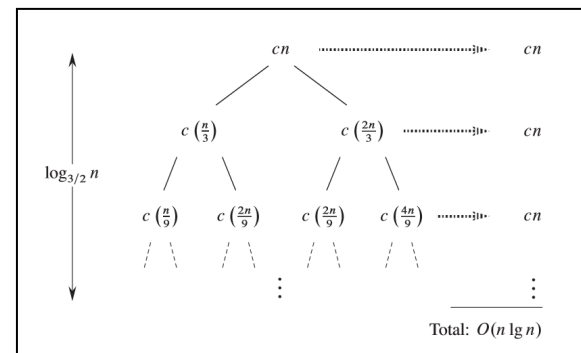 cn cn
c (n/3) c (2n/3) cn
log_{3/2} n
c (n/9) c (2n/9) c (2n/9) c (4n/9) cn
⋮ ⋮
Total: O(n lg n)